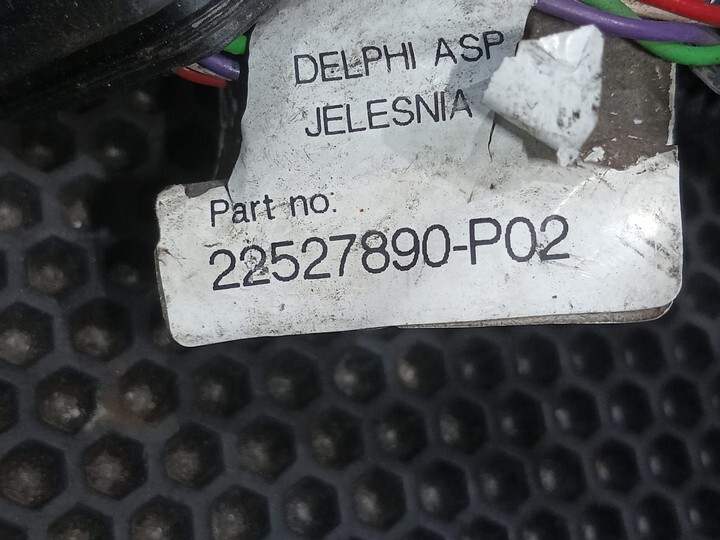 DELPHI ASP
JELESNIA
Part no:
22527890-P02